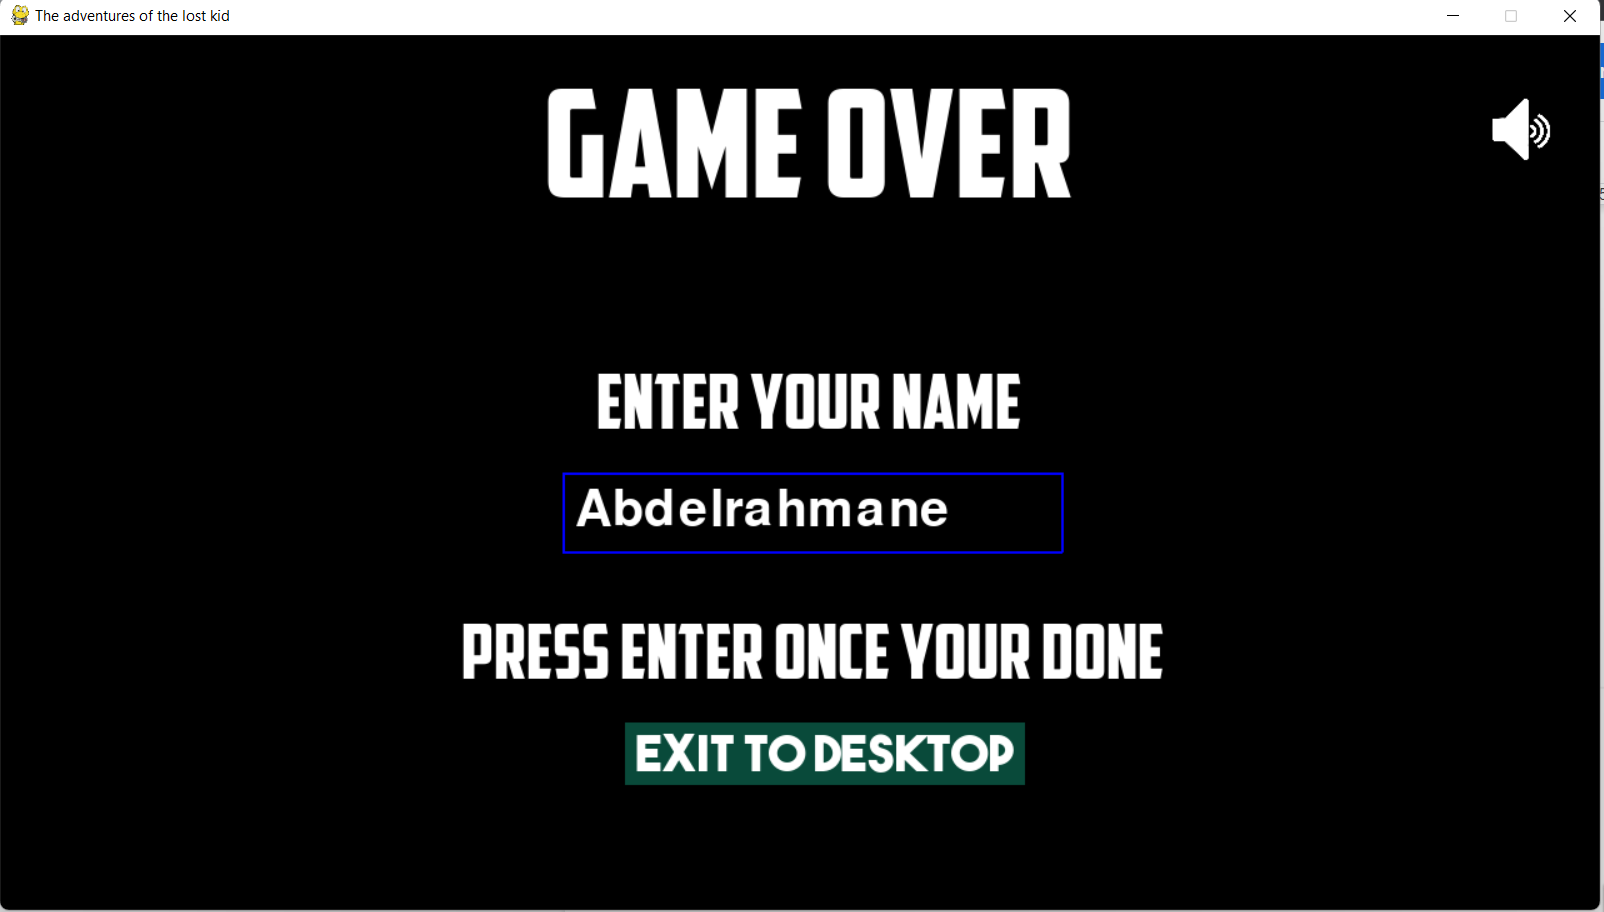 The adventures of the lost kid
GAME OVER
ENTER YOUR NAME
Abdelrahmane
PRESS ENTER ONCE YOUR DONE
EXIT TO DESKTOP